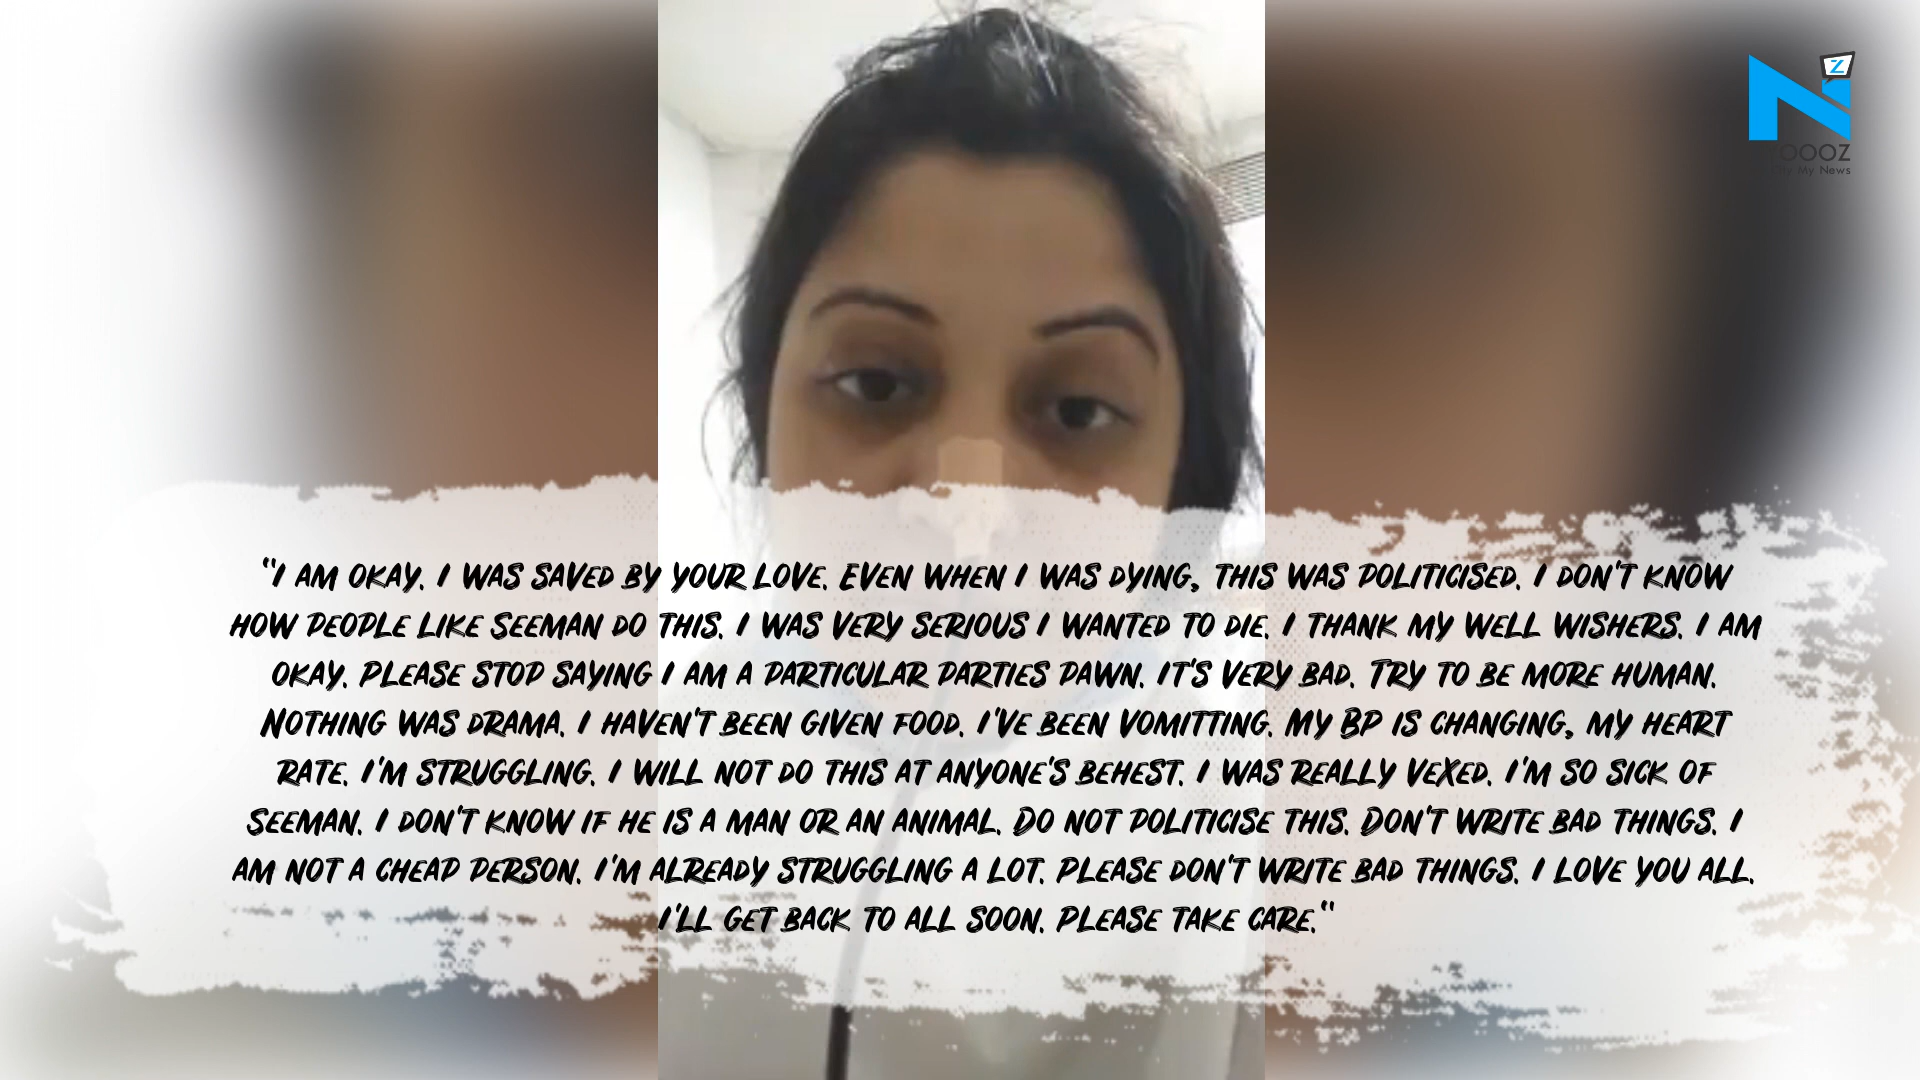 Z
OOOZ
My News
"I AM OKAY. I WAS SAVED BY YOUR LOVE. EVEN WHEN I WAS DYING, THIS WAS POLITICISED. I DON'T KNOW
HOW PEOPLE LIKE SEEMAN DO THIS. I WAS VERY SERIOUS I WANTED TO DIE. I THANK MY WELL WISHERS. I AM
OKAY. PLEASE STOP SAYING I AM A PARTICULAR PARTIES PAWN. IT'S VERY BAD. TRY TO BE MORE HUMAN.
NOTHING WAS DRAMA. I HAVEN'T BEEN GIVEN FOOD. I'VE BEEN VOMITTING. MY BP IS CHANGING, MY HEART
RATE. I'M STRUGGLING. I WILL NOT DO THIS AT ANYONE'S BEHEST. I WAS REALLY VEXED. I'M SO SICK OF
SEEMAN. I DON'T KNOW IF HE IS A MAN OR AN ANIMAL. DO NOT POLITICISE THIS. DON'T WRITE BAD THINGS. I
AM NOT A CHEAP PERSON. I'M ALREADY STRUGGLING A LOT. PLEASE DON'T WRITE BAD THINGS. I LOVE YOU ALL.
I'LL GET BACK TO ALL SOON. PLEASE TAKE CARE."